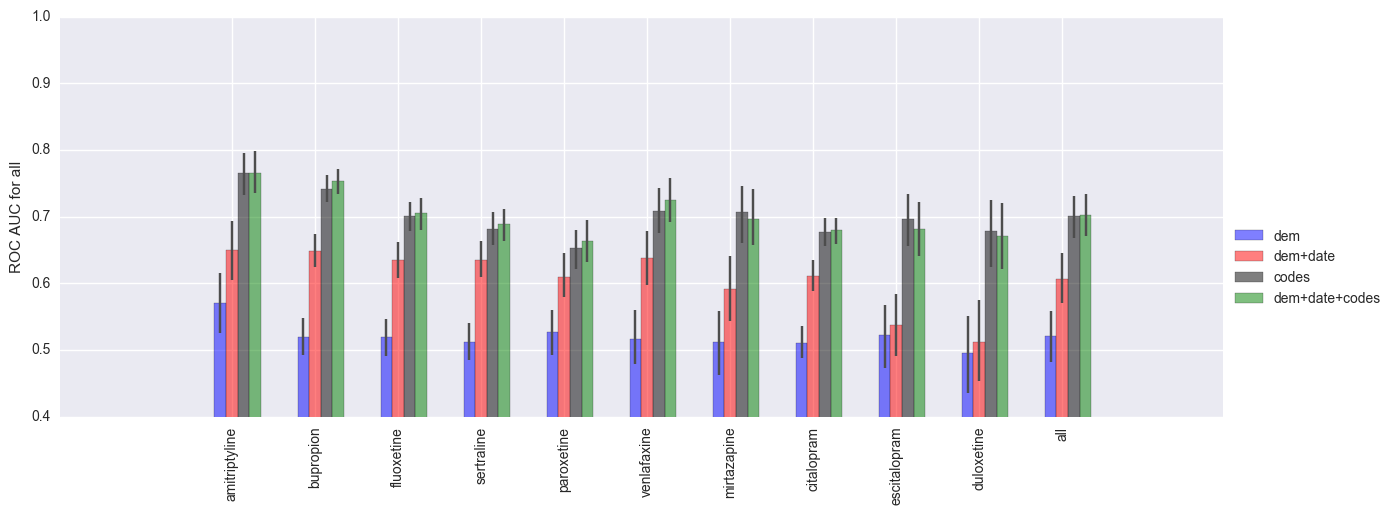 ROC AUC for all
1.0
0.9
0.8
0.7
0.6
0.5
0.4
amitriptyline
bupropion
fluoxetine
sertraline
paroxetine
venlafaxine
mirtazapine
citalopram
escitalopram
duloxetine
all
dem
dem+date
codes
dem+date+codes